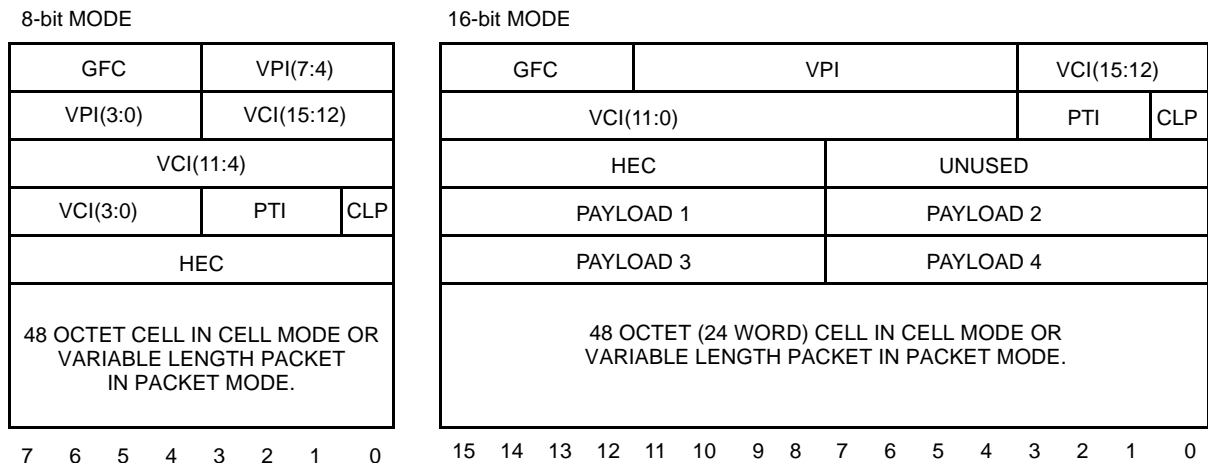 8-bit MODE
GFC VPI(7:4)
VPI(3:0) VCI(15:12)
VCI(11:4)
VCI(3:0) PTI CLP
HEC
48 OCTET CELL IN CELL MODE OR
VARIABLE LENGTH PACKET
IN PACKET MODE.
7 6 5 4 3 2 1 0
16-bit MODE
GFC VPI VCI(15:12)
VCI(11:0) PTI CLP
HEC UNUSED
PAYLOAD 1 PAYLOAD 2
PAYLOAD 3 PAYLOAD 4
48 OCTET (24 WORD) CELL IN CELL MODE OR
VARIABLE LENGTH PACKET IN PACKET MODE.
15 14 13 12 11 10 9 8 7 6 5 4 3 2 1 0